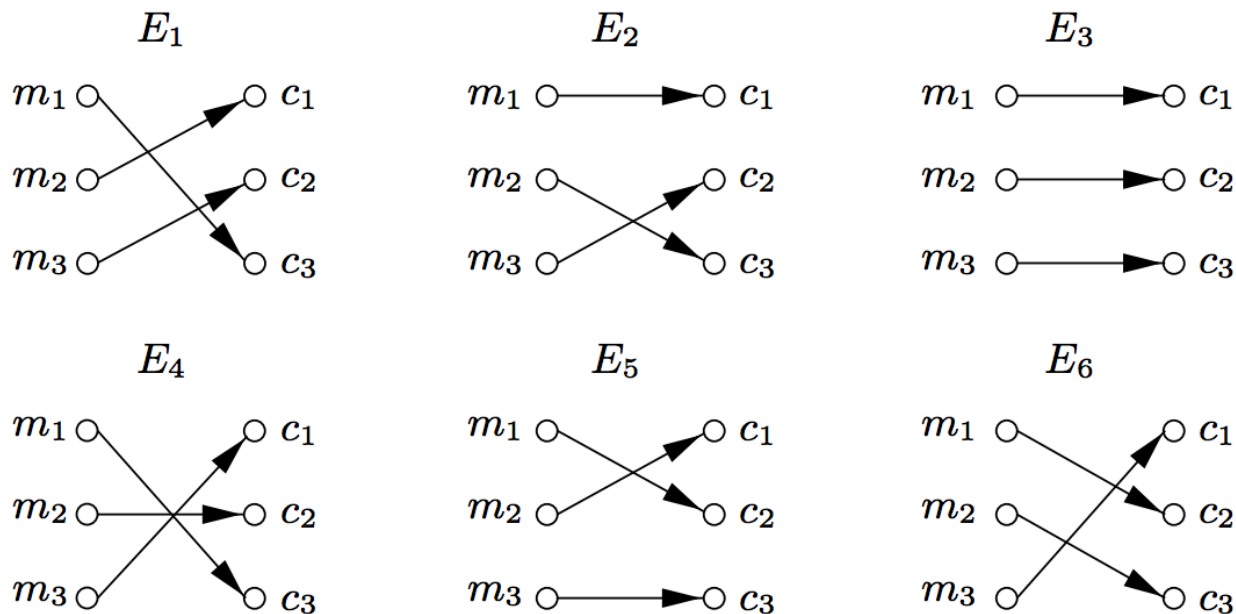 E₁ E₂ E₃
m₁ c₁ m₁ c₁ m₁ c₁
m₂ c₂ m₂ c₂ m₂ c₂
m₃ c₃ m₃ c₃ m₃ c₃
E₄ E₅ E₆
m₁ c₁ m₁ c₁ m₁ c₁
m₂ c₂ m₂ c₂ m₂ c₂
m₃ c₃ m₃ c₃ m₃ c₃